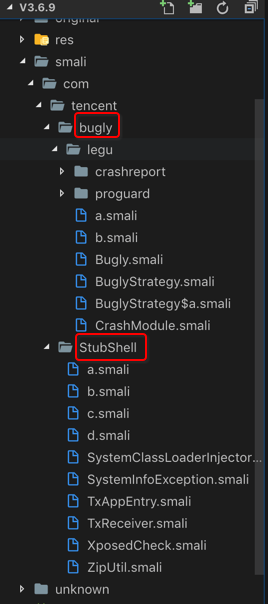 V3.6.9
original
res
smali
com
tencent
bugly
legu
crashreport
proguard
a.smali
b.smali
Bugly.smali
BuglyStrategy.smali
BuglyStrategy$a.smali
CrashModule.smali
StubShell
a.smali
b.smali
c.smali
d.smali
SystemClassLoaderInjector...
SystemInfoException.smali
TxAppEntry.smali
TxReceiver.smali
XposedCheck.smali
ZipUtil.smali
unknown